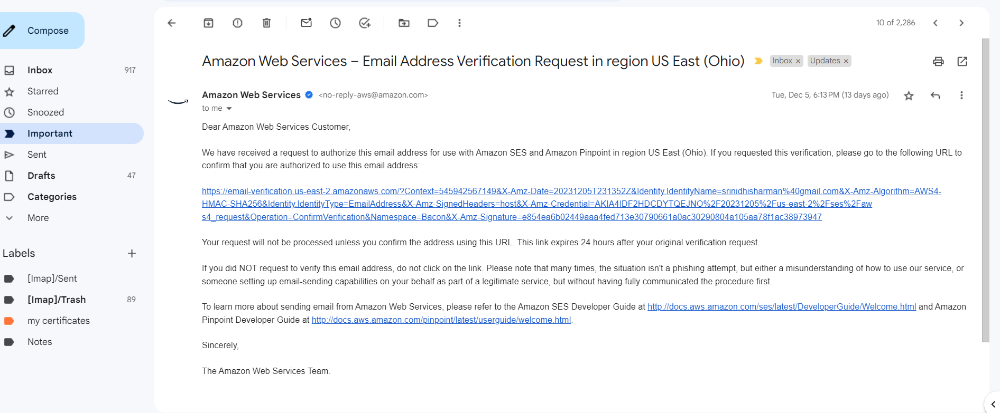 Compose
Inbox 917
Starred
Snoozed
Important
Sent
Drafts 47
Categories
More
Labels
[Imap]/Sent
[Imap]/Trash 89
my certificates
Notes
10 of 2,286
Amazon Web Services – Email Address Verification Request in region US East (Ohio) Inbox × Updates ×
Amazon Web Services <no-reply-aws@amazon.com> Tue, Dec 5, 6:13 PM (13 days ago)
to me
Dear Amazon Web Services Customer,
We have received a request to authorize this email address for use with Amazon SES and Amazon Pinpoint in region US East (Ohio). If you requested this verification, please go to the following URL to
confirm that you are authorized to use this email address:
https://email-verification.us-east-2.amazonaws.com/?Context=545942567149&X-Amz-Date=20231205T231352Z&Identity.IdentityName=srinidhisharman%40gmail.com&X-Amz-Algorithm=AWS4-
HMAC-SHA256&Identity.IdentityType=EmailAddress&X-Amz-SignedHeaders=host&X-Amz-Credential=AKIA4IDF2HDCDYTQEJNO%2F20231205%2Fus-east-2%2Fses%2Faw
s4_request&Operation=ConfirmVerification&Namespace=Bacon&X-Amz-Signature=e854ea6b02449aaa4fed713e30790661a0ac30290804a105aa78f1ac38973947
Your request will not be processed unless you confirm the address using this URL. This link expires 24 hours after your original verification request.
If you did NOT request to verify this email address, do not click on the link. Please note that many times, the situation isn't a phishing attempt, but either a misunderstanding of how to use our service, or
someone setting up email-sending capabilities on your behalf as part of a legitimate service, but without having fully communicated the procedure first.
To learn more about sending email from Amazon Web Services, please refer to the Amazon SES Developer Guide at http://docs.aws.amazon.com/ses/latest/DeveloperGuide/Welcome.html and Amazon
Pinpoint Developer Guide at http://docs.aws.amazon.com/pinpoint/latest/userguide/welcome.html.
Sincerely,
The Amazon Web Services Team.